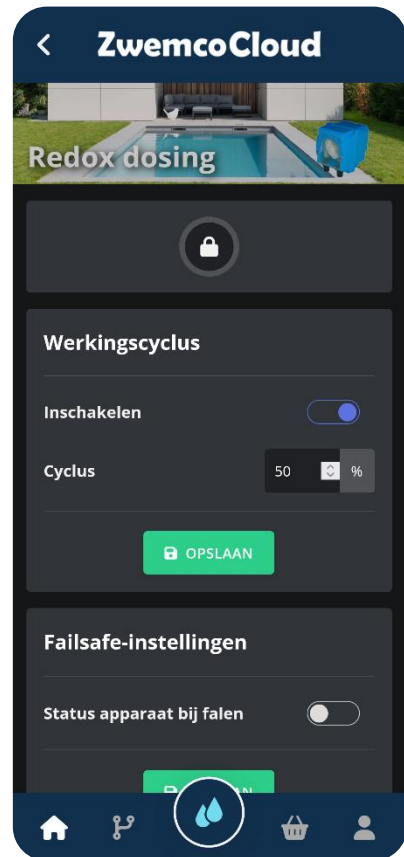 ZwemcoCloud
Redox dosing
Werkingscyclus
Inschakelen
Cyclus 50 %
OPSLAAN
Failsafe-instellingen
Status apparaat bij falen